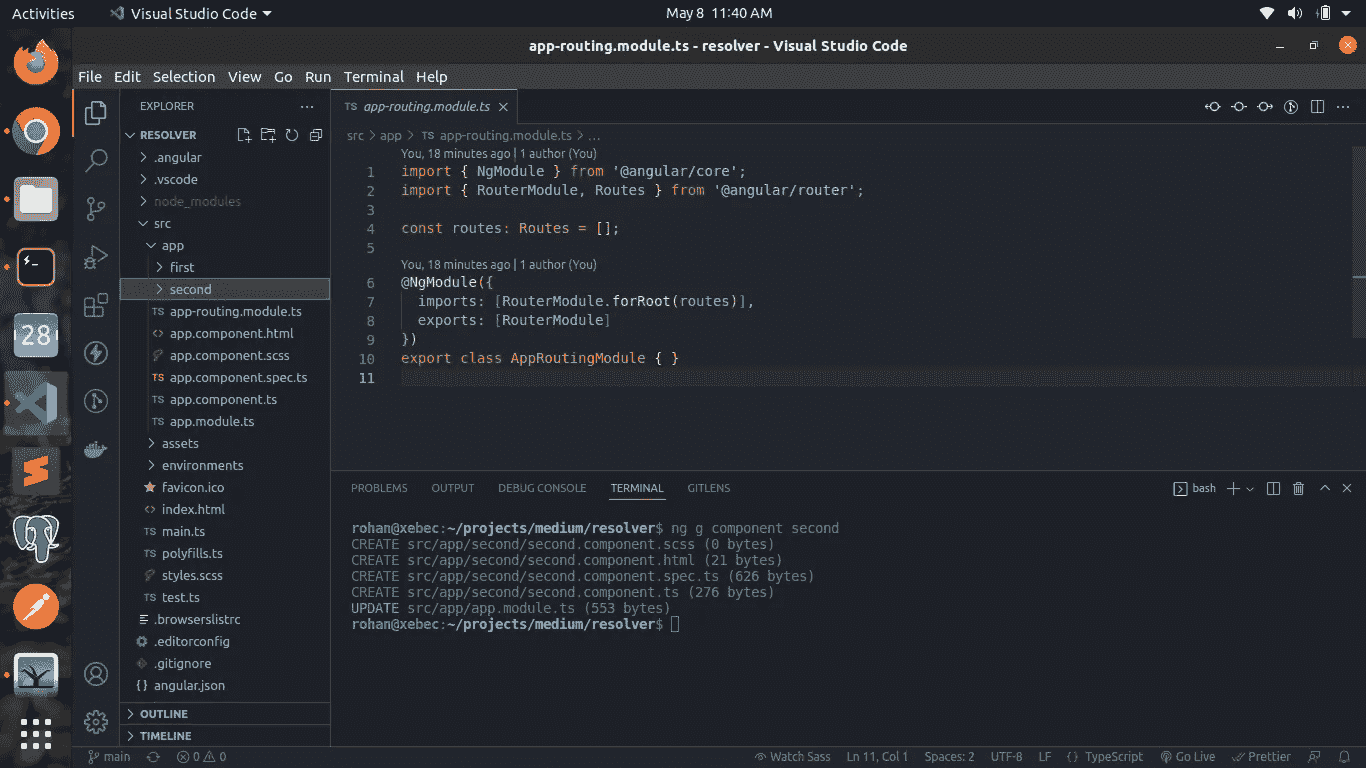 Activities Visual Studio Code May 8 11:40 AM
app-routing.module.ts - resolver - Visual Studio Code
File Edit Selection View Go Run Terminal Help
EXPLORER
RESOLVER
.angular
.vscode
node_modules
src
app
first
second
TS app-routing.module.ts
<> app.component.html
app.component.scss
TS app.component.spec.ts
TS app.component.ts
TS app.module.ts
assets
environments
favicon.ico
<> index.html
TS main.ts
TS polyfills.ts
styles.scss
TS test.ts
.browserslistrc
.editorconfig
.gitignore
{} angular.json
OUTLINE
TIMELINE
28
TS app-routing.module.ts
src > app > TS app-routing.module.ts > ...
You, 18 minutes ago | 1 author (You)
1 import { NgModule } from '@angular/core';
2 import { RouterModule, Routes } from '@angular/router';
3
4 const routes: Routes = [];
5
You, 18 minutes ago | 1 author (You)
6 @NgModule({
7 imports: [RouterModule.forRoot(routes)],
8 exports: [RouterModule]
9 })
10 export class AppRoutingModule { }
11
PROBLEMS OUTPUT DEBUG CONSOLE TERMINAL GITLENS bash
rohan@xebec:~/projects/medium/resolver$ ng g component second
CREATE src/app/second/second.component.scss (0 bytes)
CREATE src/app/second/second.component.html (21 bytes)
CREATE src/app/second/second.component.spec.ts (626 bytes)
CREATE src/app/second/second.component.ts (276 bytes)
UPDATE src/app/app.module.ts (553 bytes)
rohan@xebec:~/projects/medium/resolver$
main 0 0 Watch Sass Ln 11, Col 1 Spaces: 2 UTF-8 LF {} TypeScript Go Live Prettier